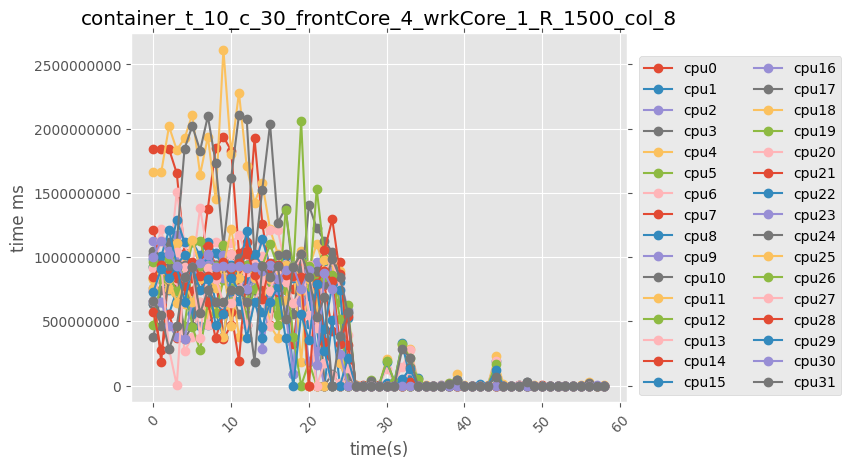 container_t_10_c_30_frontCore_4_wrkCore_1_R_1500_col_8
2500000000
2000000000
1500000000
1000000000
500000000
0
time ms
0
10
20
30
40
50
60
time(s)
cpu0
cpu1
cpu2
cpu3
cpu4
cpu5
cpu6
cpu7
cpu8
cpu9
cpu10
cpu11
cpu12
cpu13
cpu14
cpu15
cpu16
cpu17
cpu18
cpu19
cpu20
cpu21
cpu22
cpu23
cpu24
cpu25
cpu26
cpu27
cpu28
cpu29
cpu30
cpu31